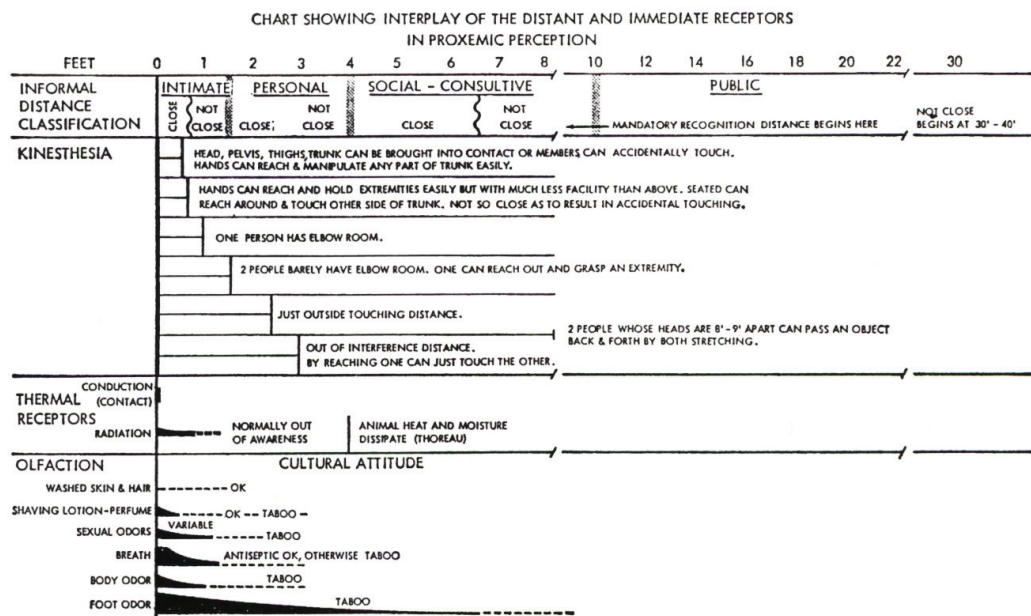 CHART SHOWING INTERPLAY OF THE DISTANT AND IMMEDIATE RECEPTORS
IN PROXEMIC PERCEPTION
FEET 0 1 2 3 4 5 6 7 8 10 12 14 16 18 20 22 30
INFORMAL DISTANCE CLASSIFICATION
INTIMATE PERSONAL SOCIAL - CONSULTIVE PUBLIC
CLOSE NOT CLOSE CLOSE NOT CLOSE CLOSE NOT CLOSE
MANDATORY RECOGNITION DISTANCE BEGINS HERE
NOT CLOSE
BEGINS AT 30' - 40'
KINESTHESIA
HEAD, PELVIS, THIGHS, TRUNK CAN BE BROUGHT INTO CONTACT OR MEMBERS CAN ACCIDENTALLY TOUCH.
HANDS CAN REACH & MANIPULATE ANY PART OF TRUNK EASILY.
HANDS CAN REACH AND HOLD EXTREMITIES EASILY BUT WITH MUCH LESS FACILITY THAN ABOVE. SEATED CAN
REACH AROUND & TOUCH OTHER SIDE OF TRUNK. NOT SO CLOSE AS TO RESULT IN ACCIDENTAL TOUCHING.
ONE PERSON HAS ELBOW ROOM.
2 PEOPLE BARELY HAVE ELBOW ROOM. ONE CAN REACH OUT AND GRASP AN EXTREMITY.
JUST OUTSIDE TOUCHING DISTANCE.
OUT OF INTERFERENCE DISTANCE.
BY REACHING ONE CAN JUST TOUCH THE OTHER.
2 PEOPLE WHOSE HEADS ARE 8' - 9' APART CAN PASS AN OBJECT
BACK & FORTH BY BOTH STRETCHING.
THERMAL RECEPTORS
CONDUCTION
(CONTACT)
RADIATION
NORMALLY OUT
OF AWARENESS
ANIMAL HEAT AND MOISTURE
DISSIPATE (THOREAU)
OLFACTION CULTURAL ATTITUDE
WASHED SKIN & HAIR OK
SHAVING LOTION-PERFUME OK TABOO
SEXUAL ODORS VARIABLE TABOO
BREATH ANTISEPTIC OK, OTHERWISE TABOO
BODY ODOR TABOO
FOOT ODOR TABOO